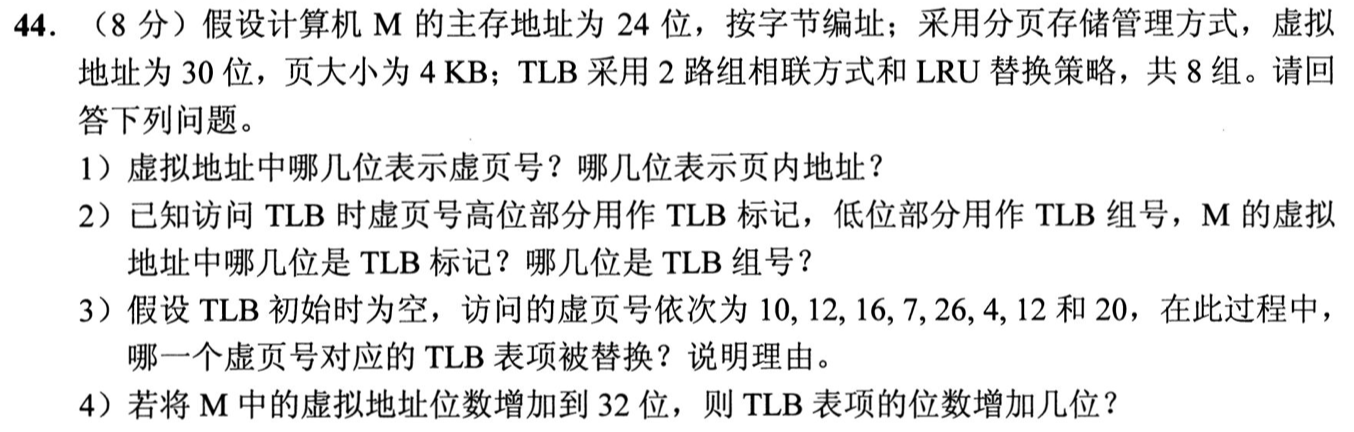 44. （8 分）假设计算机 M 的主存地址为 24 位，按字节编址；采用分页存储管理方式，虚拟
地址为 30 位，页大小为 4 KB；TLB 采用 2 路组相联方式和 LRU 替换策略，共 8 组。请回
答下列问题。
1）虚拟地址中哪几位表示虚页号？哪几位表示页内地址？
2）已知访问 TLB 时虚页号高位部分用作 TLB 标记，低位部分用作 TLB 组号，M 的虚拟
地址中哪几位是 TLB 标记？哪几位是 TLB 组号？
3）假设 TLB 初始时为空，访问的虚页号依次为 10, 12, 16, 7, 26, 4, 12 和 20，在此过程中，
哪一个虚页号对应的 TLB 表项被替换？说明理由。
4）若将 M 中的虚拟地址位数增加到 32 位，则 TLB 表项的位数增加几位？